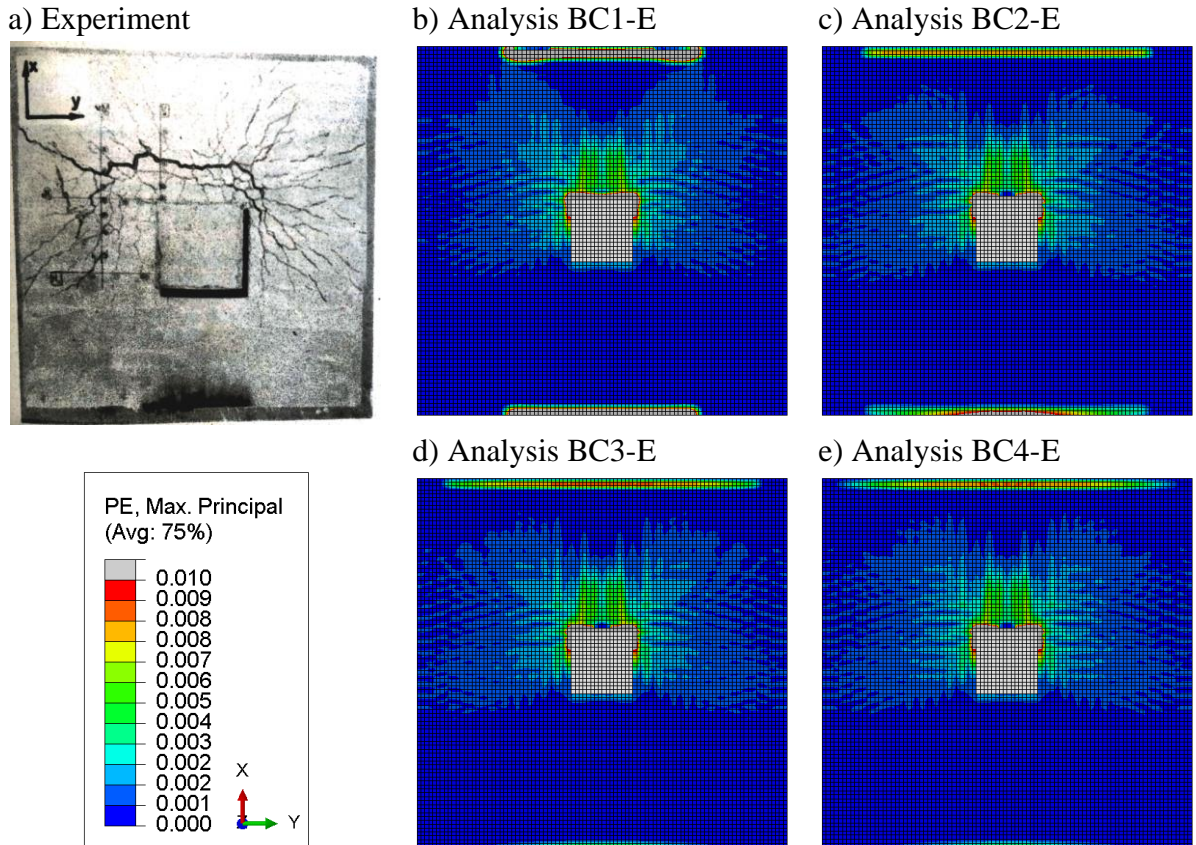 a) Experiment
b) Analysis BC1-E
c) Analysis BC2-E
x
y
d) Analysis BC3-E
e) Analysis BC4-E
PE, Max. Principal
(Avg: 75%)
0.010
0.009
0.008
0.008
0.007
0.006
0.005
0.004
0.003
0.002
0.002
0.001
0.000
X
Y